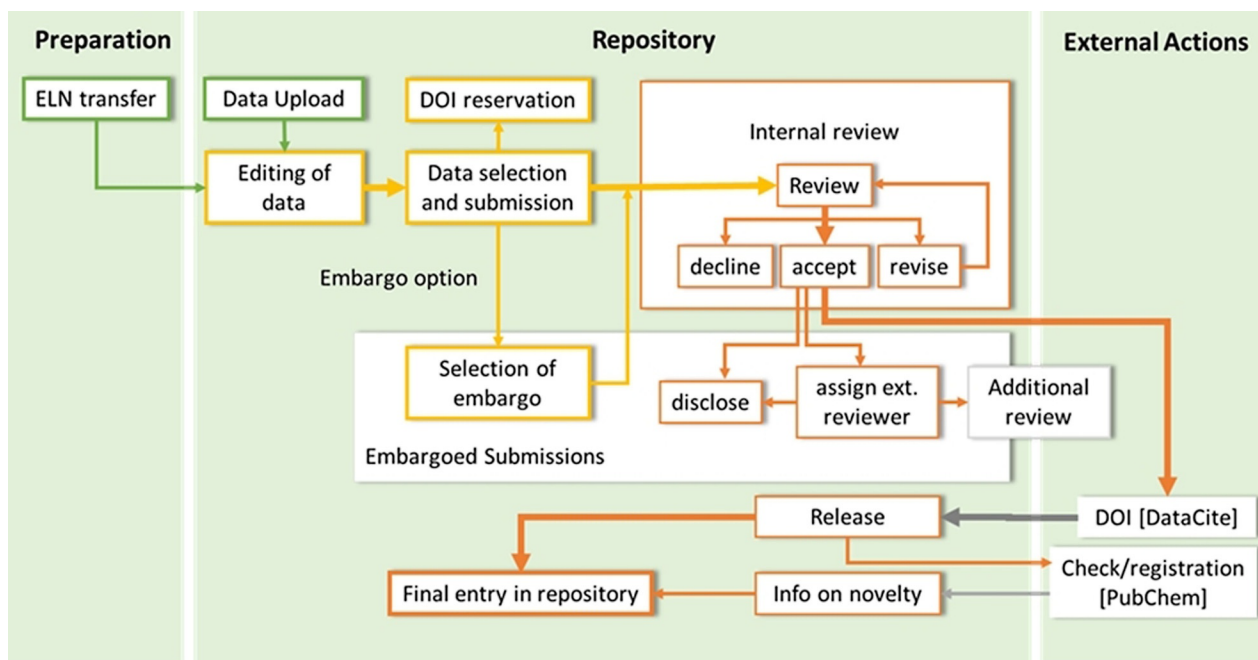 Preparation
Repository
External Actions
ELN transfer
Data Upload
DOI reservation
Internal review
Editing of
data
Data selection
and submission
Review
decline
accept
revise
Embargo option
Selection of
embargo
disclose
assign ext.
reviewer
Additional
review
Embargoed Submissions
Release
DOI [DataCite]
Check/registration
[PubChem]
Final entry in repository
Info on novelty